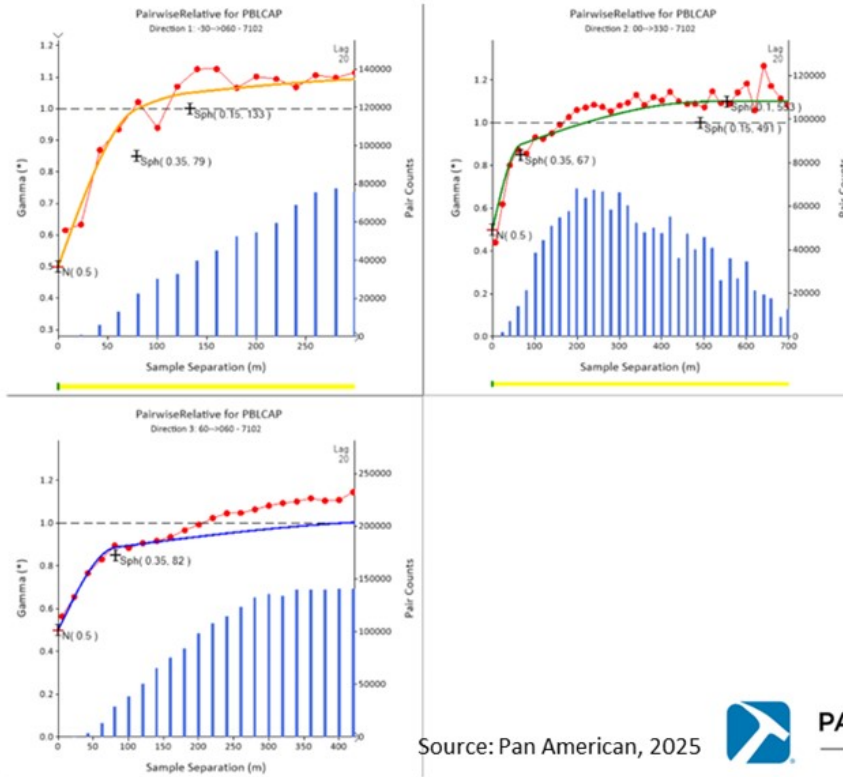 PairwiseRelative for PBLCAP
Direction 1: -30-->060 - 7102
Lag
20
1.2
1.1
1.0
0.9
0.8
0.7
0.6
0.5
0.4
0.3
Gamma (*)
140000
120000
100000
80000
60000
40000
20000
0
Pair Counts
Sph( 0.15, 133)
Sph( 0.35, 79)
N( 0.5 )
0
50
100
150
200
250
Sample Separation (m)
PairwiseRelative for PBLCAP
Direction 2: 00-->330 - 7102
Lag
20
1.2
1.0
0.8
0.6
0.4
0.2
0.0
Gamma (*)
120000
100000
80000
60000
40000
20000
0
Pair Counts
Sph( 0.1, 553)
Sph( 0.15, 491)
Sph( 0.35, 67)
N( 0.5 )
0
100
200
300
400
500
600
700
Sample Separation (m)
PairwiseRelative for PBLCAP
Direction 3: 60-->060 - 7102
Lag
20
1.2
1.0
0.8
0.6
0.4
0.2
0.0
Gamma (*)
250000
200000
150000
100000
50000
0
Pair Counts
Sph( 0.35, 82)
N( 0.5 )
0
50
100
150
200
250
300
350
400
Sample Separation (m)
Source: Pan American, 2025